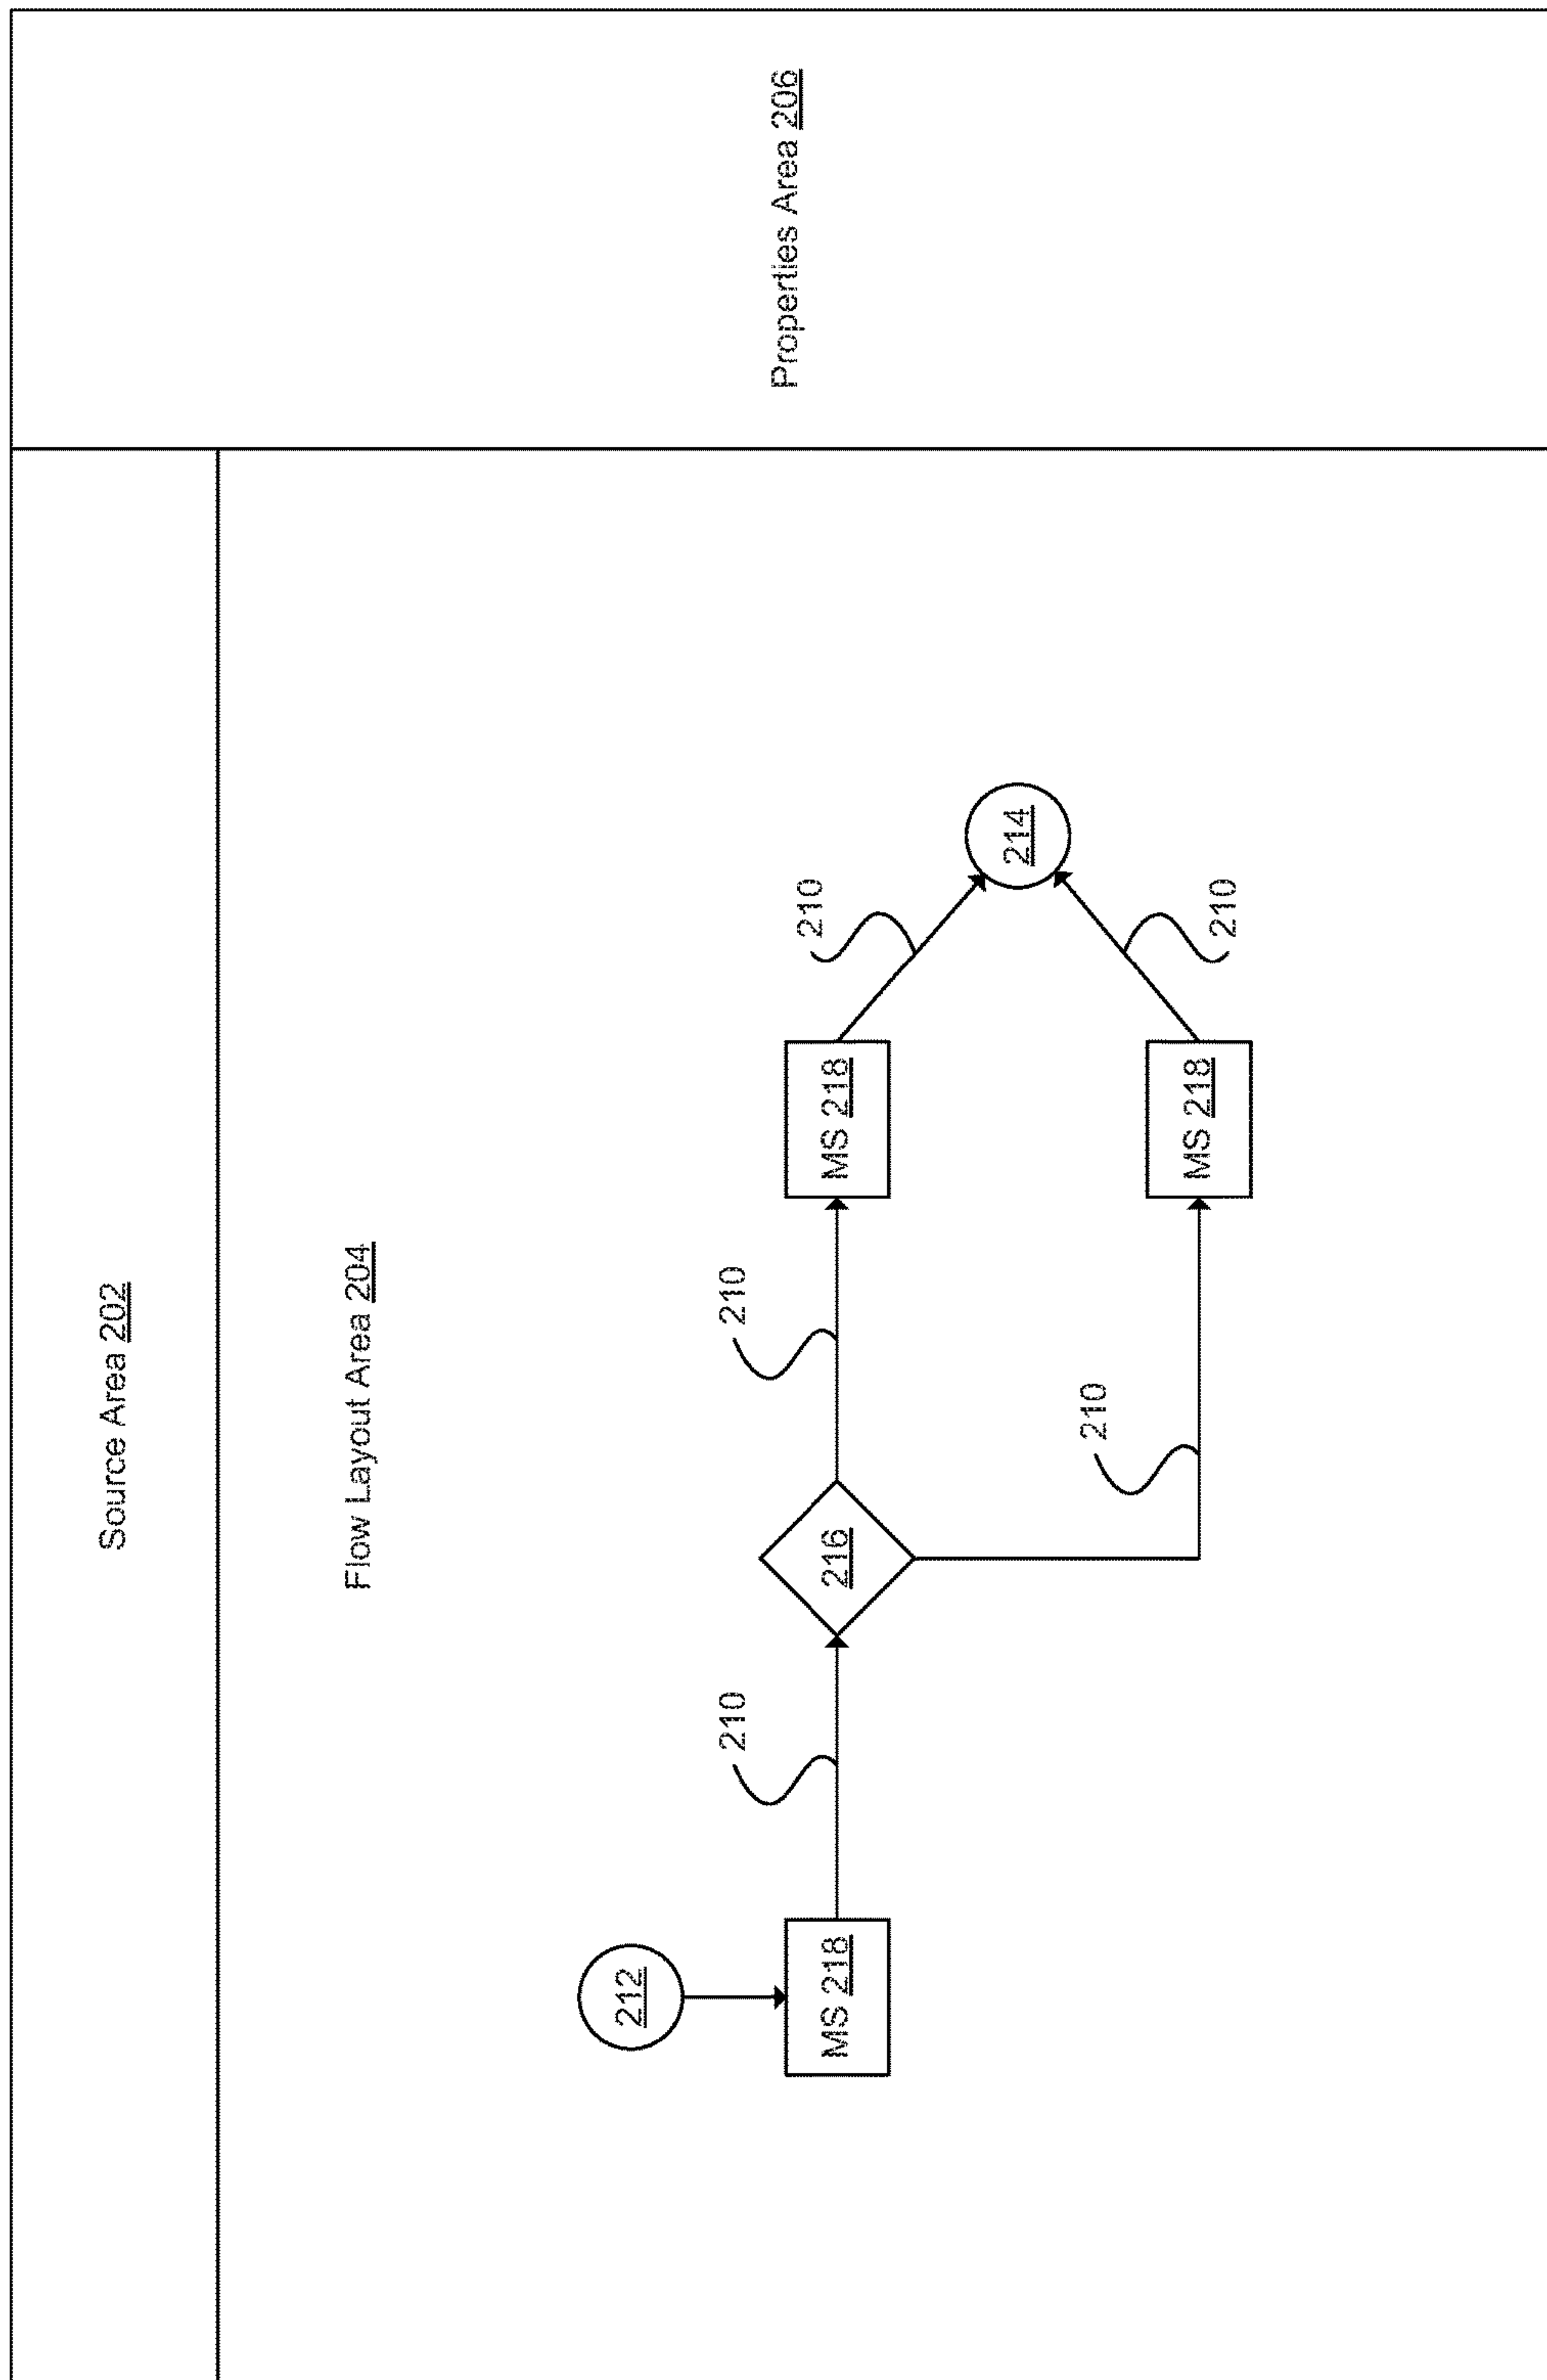 Source Area 202
Properties Area 206
Flow Layout Area 204
212
210
210
210
MS 218
216
MS 218
214
210
210
MS 218